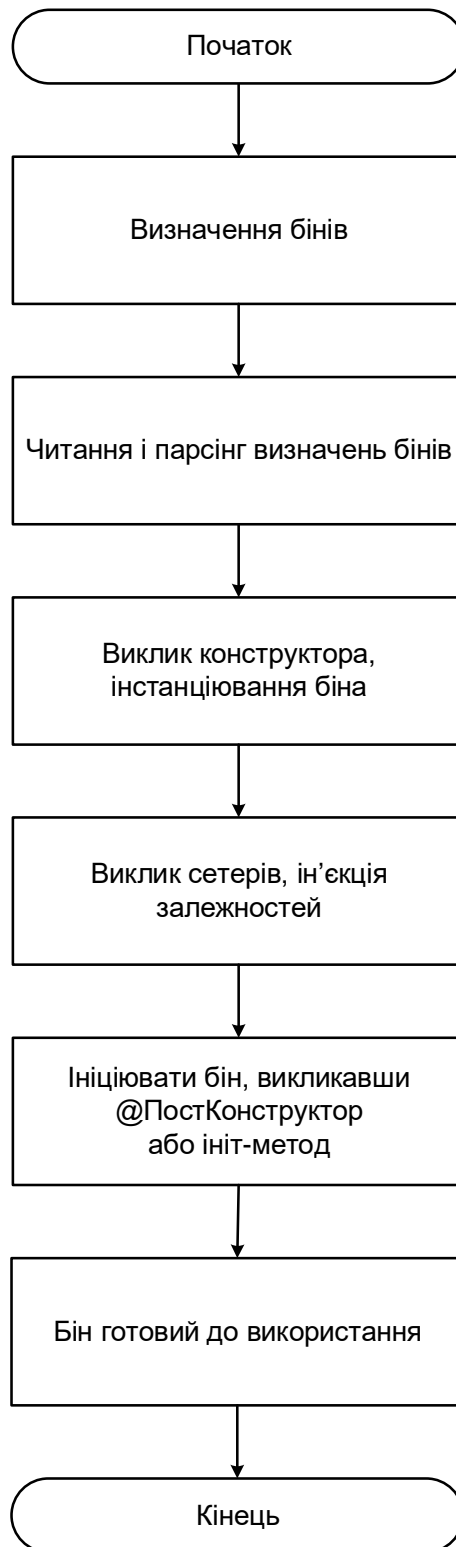 Початок
Визначення бінів
Читання і парсінг визначень бінів
Виклик конструктора,
інстанціювання біна
Виклик сетерів, ін’єкція
залежностей
Ініціювати бін, викликавши
@ПостКонструктор
або ініт-метод
Бін готовий до використання
Кінець